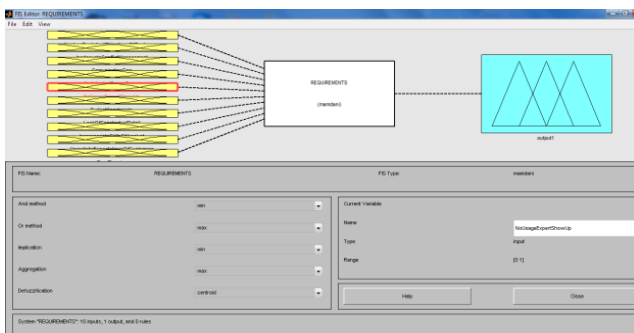 FIS Editor: REQUIREMENTS
File Edit View
REQUIREMENTS
(mamdani)
output1
FIS Name: REQUIREMENTS FIS Type: mamdani
And method min
Or method max
Implication min
Aggregation max
Defuzzification centroid
Current Variable
Name NoUsageExpertShowUp
Type input
Range [0 1]
Help Close
System "REQUIREMENTS": 10 inputs, 1 output, and 0 rules